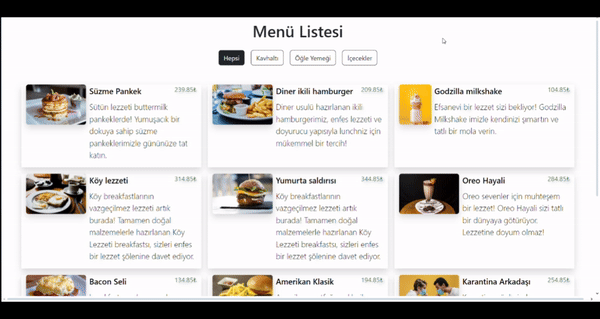 Menü Listesi
Hepsi
Kavhaltı
Öğle Yemeği
İçecekler
Süzme Pankek
239.85₺
Sütün lezzeti buttermilk
pankeklerde! Yumuşacık bir
dokuya sahip süzme
pankeklerimizle gününüze tat
katın.
Diner ikili hamburger
209.85₺
Diner usulü hazırlanan ikili
hamburgerimiz, enfes lezzeti ve
doyurucu yapısıyla lunchniz için
mükemmel bir tercih!
Godzilla milkshake
104.85₺
Efsanevi bir lezzet sizi bekliyor! Godzilla
Milkshake imizle kendinizi şımartın ve
tatlı bir mola verin.
Köy lezzeti
314.85₺
Köy breakfastlarının
vazgeçilmez lezzeti artık
burada! Tamamen doğal
malzemelerle hazırlanan Köy
Lezzeti breakfastsı, sizleri enfes
bir lezzet şölenine davet ediyor.
Yumurta saldırısı
344.85₺
Köy breakfastlarının
vazgeçilmez lezzeti artık
burada! Tamamen doğal
malzemelerle hazırlanan Köy
Lezzeti breakfastsı, sizleri enfes
bir lezzet şölenine davet ediyor.
Oreo Hayali
284.85₺
Oreo sevenler için muhteşem
bir lezzet! Oreo Hayali sizi tatlı
bir dünyaya götürüyor.
Lezzetine doyum olmaz!
Bacon Seli
134.85₺
Amerikan Klasik
194.85₺
Karantina Arkadaşı
254.85₺